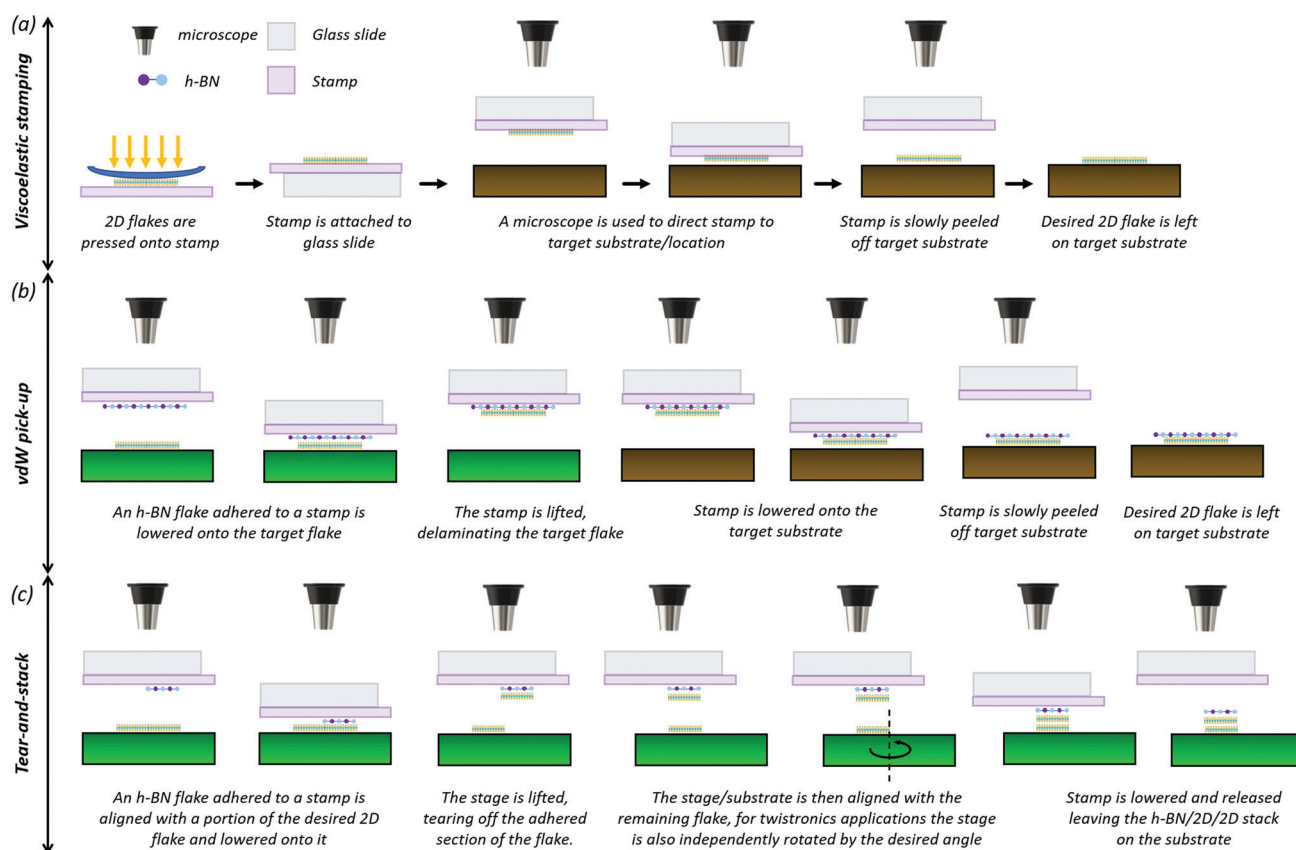 (a)
Viscoelastic stamping
microscope
Glass slide
h-BN
Stamp
2D flakes are
pressed onto stamp
Stamp is attached to
glass slide
A microscope is used to direct stamp to
target substrate/location
Stamp is slowly peeled
off target substrate
Desired 2D flake is left
on target substrate
(b)
vdW pick-up
An h-BN flake adhered to a stamp is
lowered onto the target flake
The stamp is lifted,
delaminating the target flake
Stamp is lowered onto the
target substrate
Stamp is slowly peeled
off target substrate
Desired 2D flake is left
on target substrate
(c)
Tear-and-stack
An h-BN flake adhered to a stamp is
aligned with a portion of the desired 2D
flake and lowered onto it
The stage is lifted,
tearing off the adhered
section of the flake.
The stage/substrate is then aligned with the
remaining flake, for twistronics applications the stage
is also independently rotated by the desired angle
Stamp is lowered and released
leaving the h-BN/2D/2D stack
on the substrate